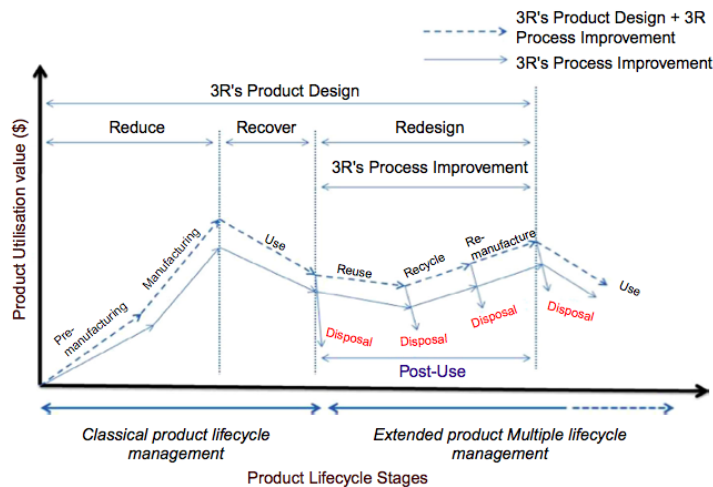 3R's Product Design + 3R
Process Improvement
3R's Process Improvement
3R's Product Design
Reduce
Recover
Redesign
3R's Process Improvement
Product Utilisation value ($)
Pre-
manufacturing
Manufacturing
Use
Reuse
Recycle
Re-
manufacture
Use
Disposal
Disposal
Disposal
Disposal
Post-Use
Classical product lifecycle
management
Extended product Multiple lifecycle
management
Product Lifecycle Stages